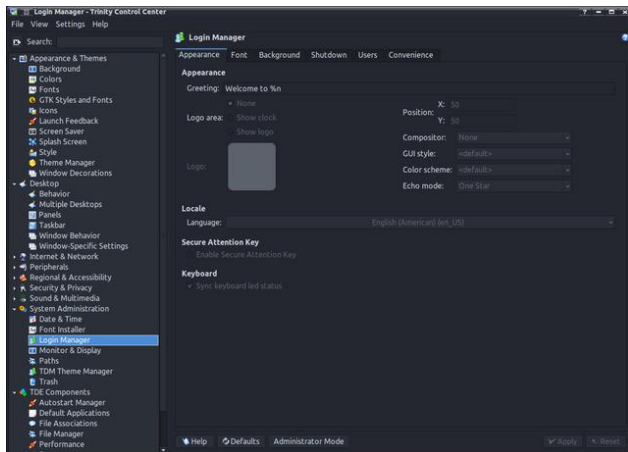 Login Manager - Trinity Control Center
File View Settings Help
Search:
Appearance & Themes
Background
Colors
Fonts
GTK Styles and Fonts
Icons
Launch Feedback
Screen Saver
Splash Screen
Style
Theme Manager
Window Decorations
Desktop
Behavior
Multiple Desktops
Panels
Taskbar
Window Behavior
Window-Specific Settings
Internet & Network
Peripherals
Regional & Accessibility
Security & Privacy
Sound & Multimedia
System Administration
Date & Time
Font Installer
Login Manager
Monitor & Display
Paths
TDM Theme Manager
Trash
TDE Components
Autostart Manager
Default Applications
File Associations
File Manager
Performance
Login Manager
Appearance Font Background Shutdown Users Convenience
Appearance
Greeting: Welcome to %n
Logo area:
None
Show clock
Show logo
Logo:
Position:
X: 50
Y: 50
Compositor: None
GUI style: <default>
Color scheme: <default>
Echo mode: One Star
Locale
Language: English (American) (en_US)
Secure Attention Key
Enable Secure Attention Key
Keyboard
Sync keyboard led status
Help Defaults Administrator Mode Apply Reset